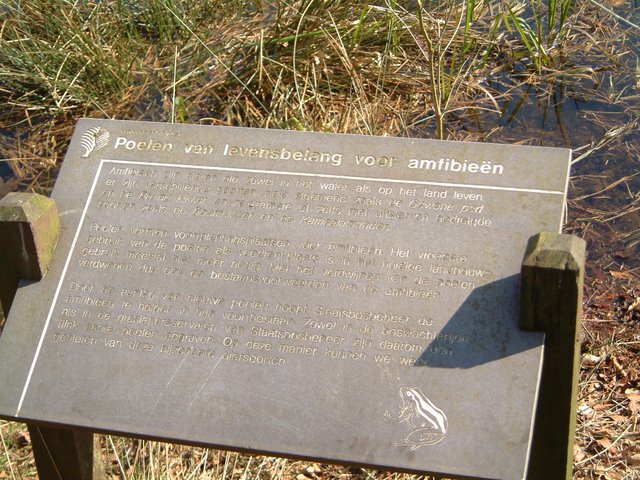 Poelen van levensbelang voor amfibieën
Amfibieën zijn dieren die zowel in het water als op het land leven,
er zijn verschillende soorten zoals de Gewone pad
en de Bruine kikker en zelfs met uitsterven bedreigde
soorten zoals de Boomkikker en de Kamsalamander.
Poelen vormen voortplantingsplaatsen voor amfibieën. Het vroegere
gebruik van de poelen als veedrenkplaats is in het huidige landbouw-
gebruik meestal niet meer nodig. Met het verdwijnen van de poelen
verdwenen dus ook de bestaansvoorwaarden van de amfibieën.
Door de aanleg van nieuwe poelen hoopt Staatsbosbeheer de
amfibieën te helpen in hun voortbestaan. Zowel in de boswachterijen
als in de natuurreservaten van Staatsbosbeheer zijn daarom een
flink aantal poelen gegraven. Op deze manier kunnen we weer
genieten van deze bijzondere diersoorten.